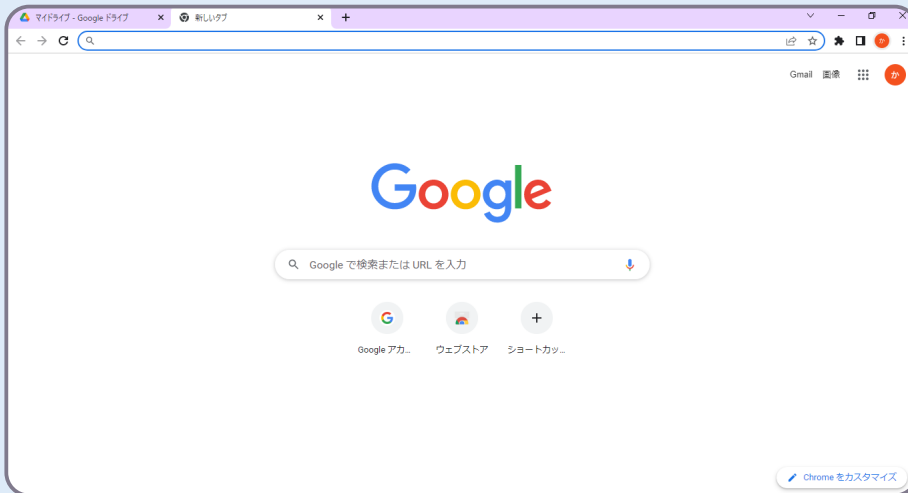 マイドライブ - Google ドライブ
新しいタブ
か
Gmail 画像 か
Google
Google で検索または URL を入力
G
Google アカ... ウェブストア ショートカッ...
Chrome をカスタマイズ